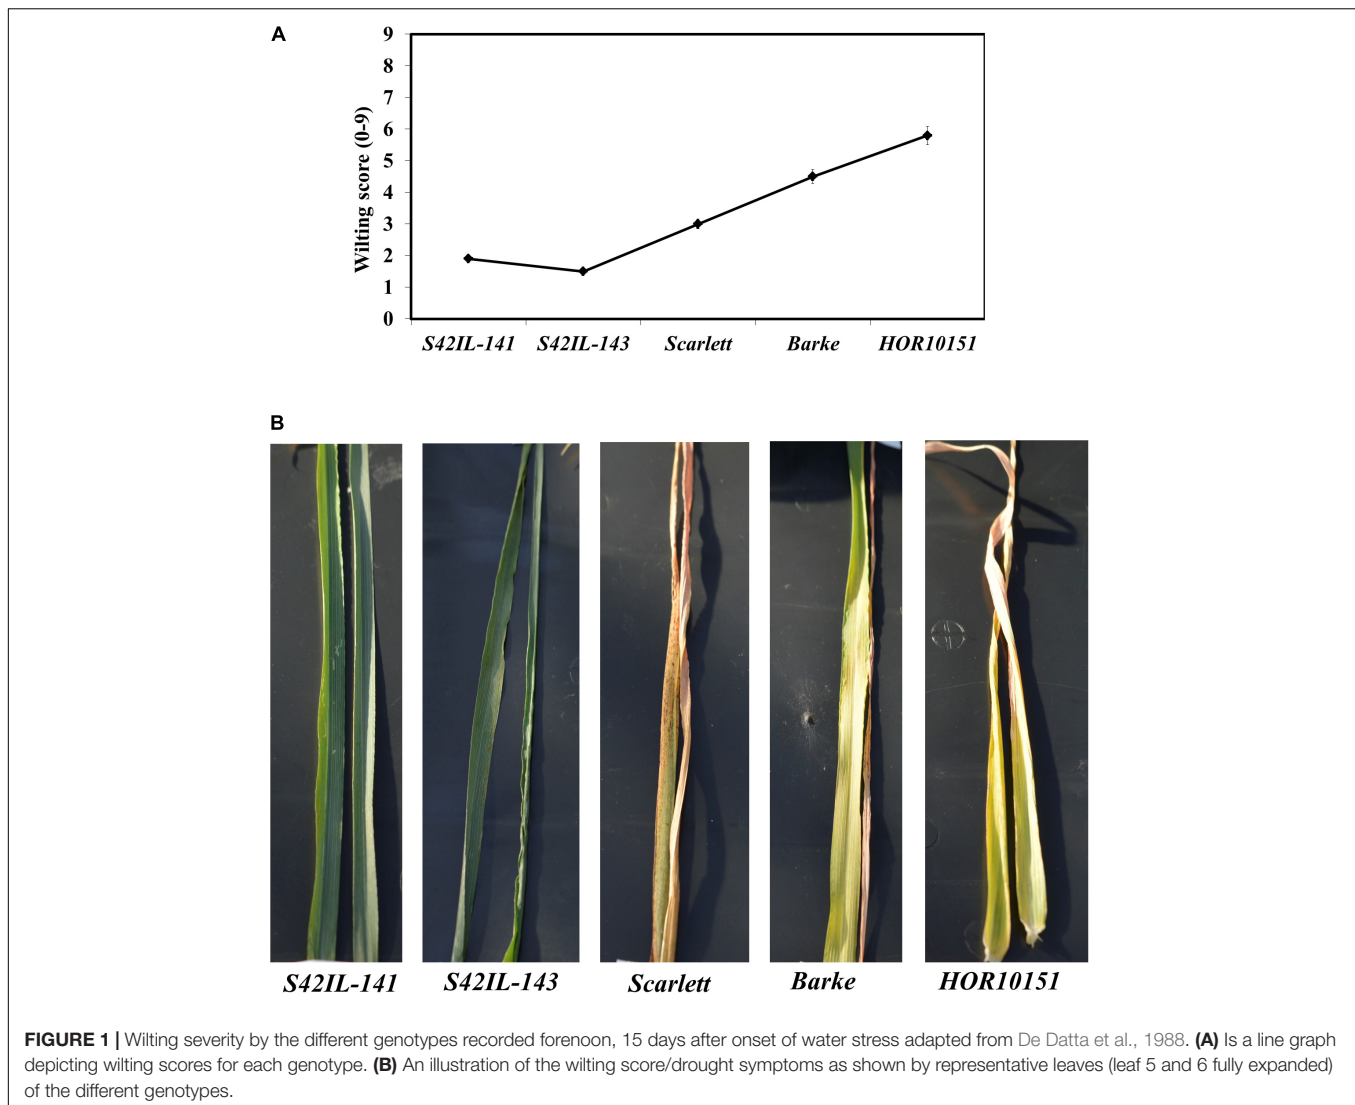 A
9
8
7
6
5
4
3
2
1
0
Wilting score (0-9)
S42IL-141 S42IL-143 Scarlett Barke HOR10151
B
S42IL-141 S42IL-143 Scarlett Barke HOR10151
FIGURE 1 | Wilting severity by the different genotypes recorded forenoon, 15 days after onset of water stress adapted from De Datta et al., 1988. (A) Is a line graph
depicting wilting scores for each genotype. (B) An illustration of the wilting score/drought symptoms as shown by representative leaves (leaf 5 and 6 fully expanded)
of the different genotypes.